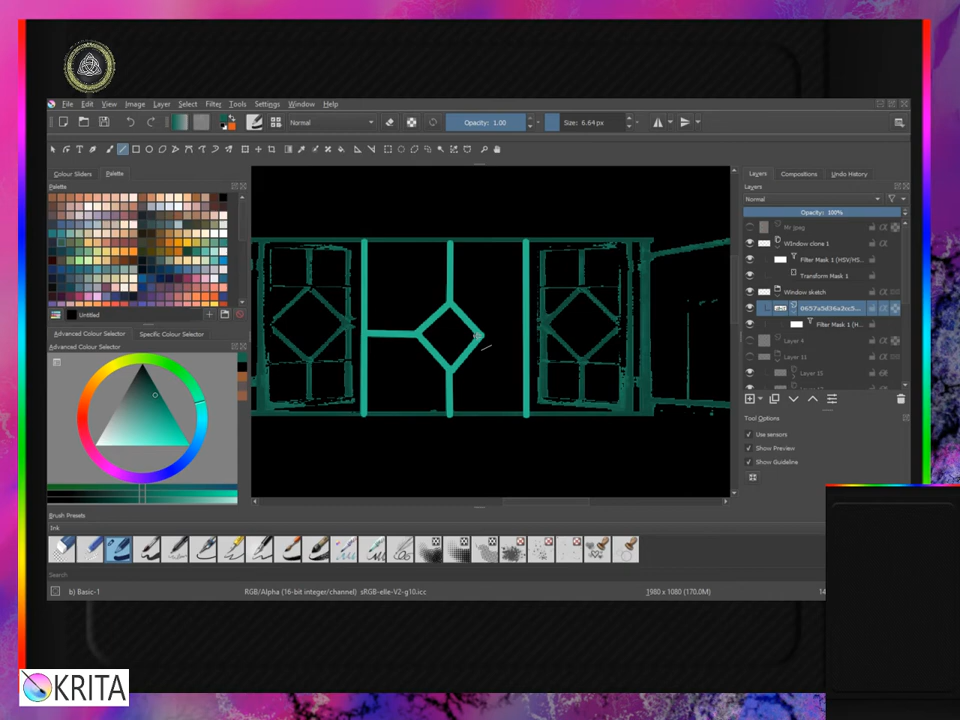 File Edit View Image Layer Select Filter Tools Settings Window Help
Normal Opacity: 1.00 Size: 6.64 px
Colour Sliders Palette
Palette
Untitled
Advanced Colour Selector Specific Colour Selector
Advanced Colour Selector
Layers Compositions Undo History
Layers
Normal
Opacity: 100%
Window clone 1
Filter Mask 1 (HSV/HS...
Transform Mask 1
Window sketch
Filter Mask 1 (H...
Layer 4
Layer 11
Layer 15
Tool Options
Use sensors
Show Preview
Show Guideline
Brush Presets
Ink
Search
b) Basic-1 RGB/Alpha (16-bit integer/channel) sRGB-elle-V2-g10.icc 1980 x 1080 (170.0M) 14
KRITA